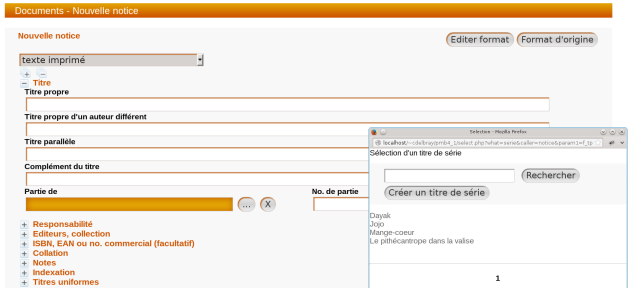 Documents - Nouvelle notice
Nouvelle notice
Editer format
Format d'origine
texte imprimé
Titre
Titre propre
Titre propre d'un auteur différent
Titre parallèle
Complément du titre
Partie de
No. de partie
... X
Responsabilité
Editeurs, collection
ISBN, EAN ou no. commercial (facultatif)
Collation
Notes
Indexation
Titres uniformes
Sélection - Mozilla Firefox
localhost/~cdelbray/pmb4_1/select.php?what=serie&caller=notice&param1=f_tp
Sélection d'un titre de série
Rechercher
Créer un titre de série
Dayak
Jojo
Mange-coeur
Le pithécantrope dans la valise
1